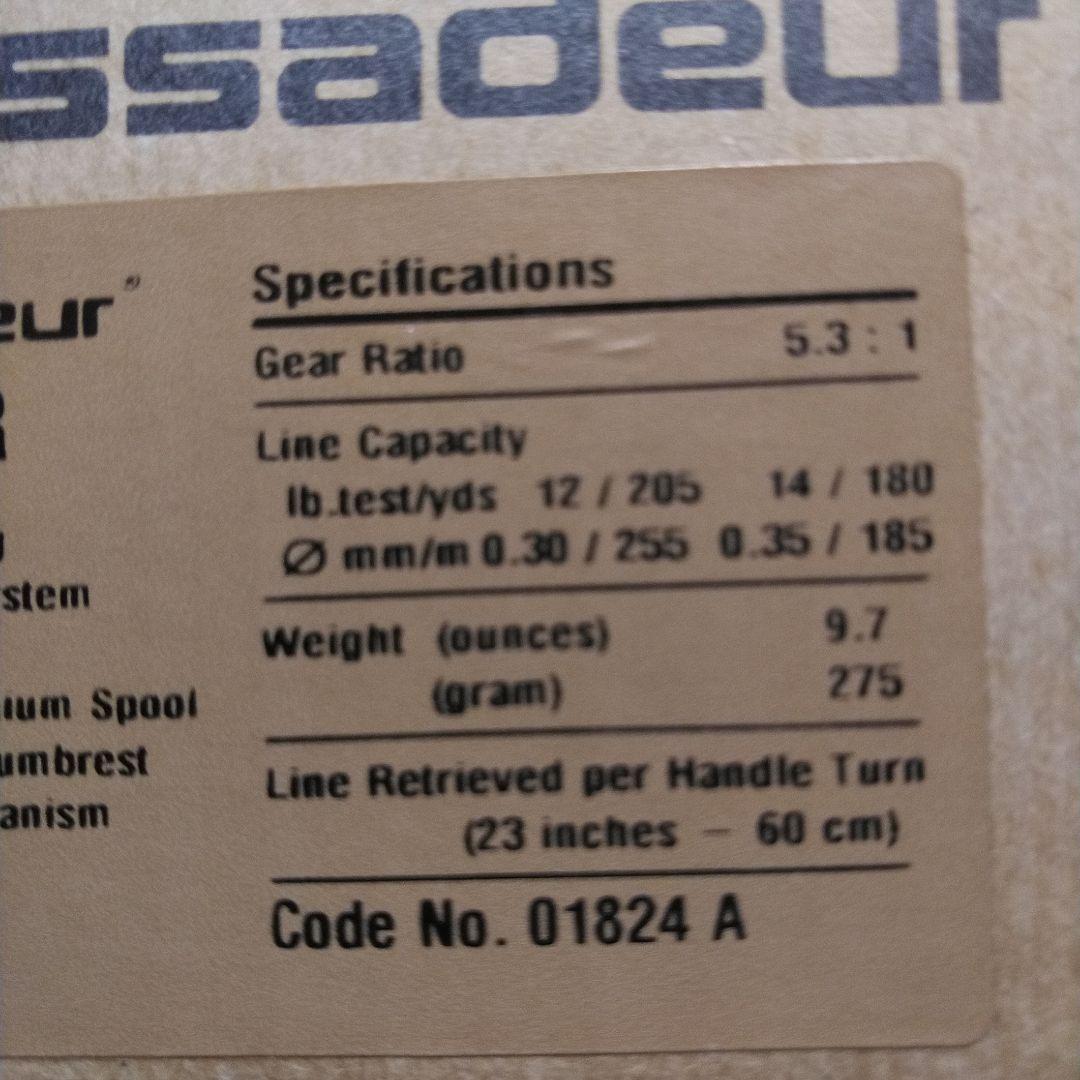 ssadeur
eur
Specifications
Gear Ratio 5.3 : 1
Line Capacity
lb.test/yds 12 / 205 14 / 180
Ø mm/m 0.30 / 255 0.35 / 185
Weight (ounces) 9.7
(gram) 275
Line Retrieved per Handle Turn
(23 inches – 60 cm)
Code No. 01824 A
stem
ium Spool
umbrest
anism